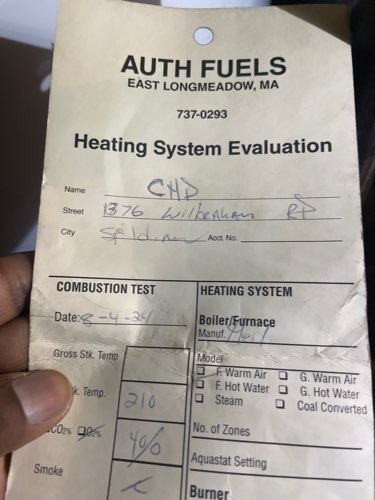 AUTH FUELS
EAST LONGMEADOW, MA
737-0293
Heating System Evaluation
Name CHD
Street 1376 Wilbraham RD
City Acct. No.
COMBUSTION TEST
HEATING SYSTEM
Date: 8-4-24
Boiler/Furnace
Manuf.
Gross Stk. Temp
Model
☐ F. Warm Air ☐ G. Warm Air
k. Temp. 210
☐ F. Hot Water ☐ G. Hot Water
☐ Steam ☐ Coal Converted
CO2% ☐ O2%
No. of Zones
Smoke
Aquastat Setting
Burner